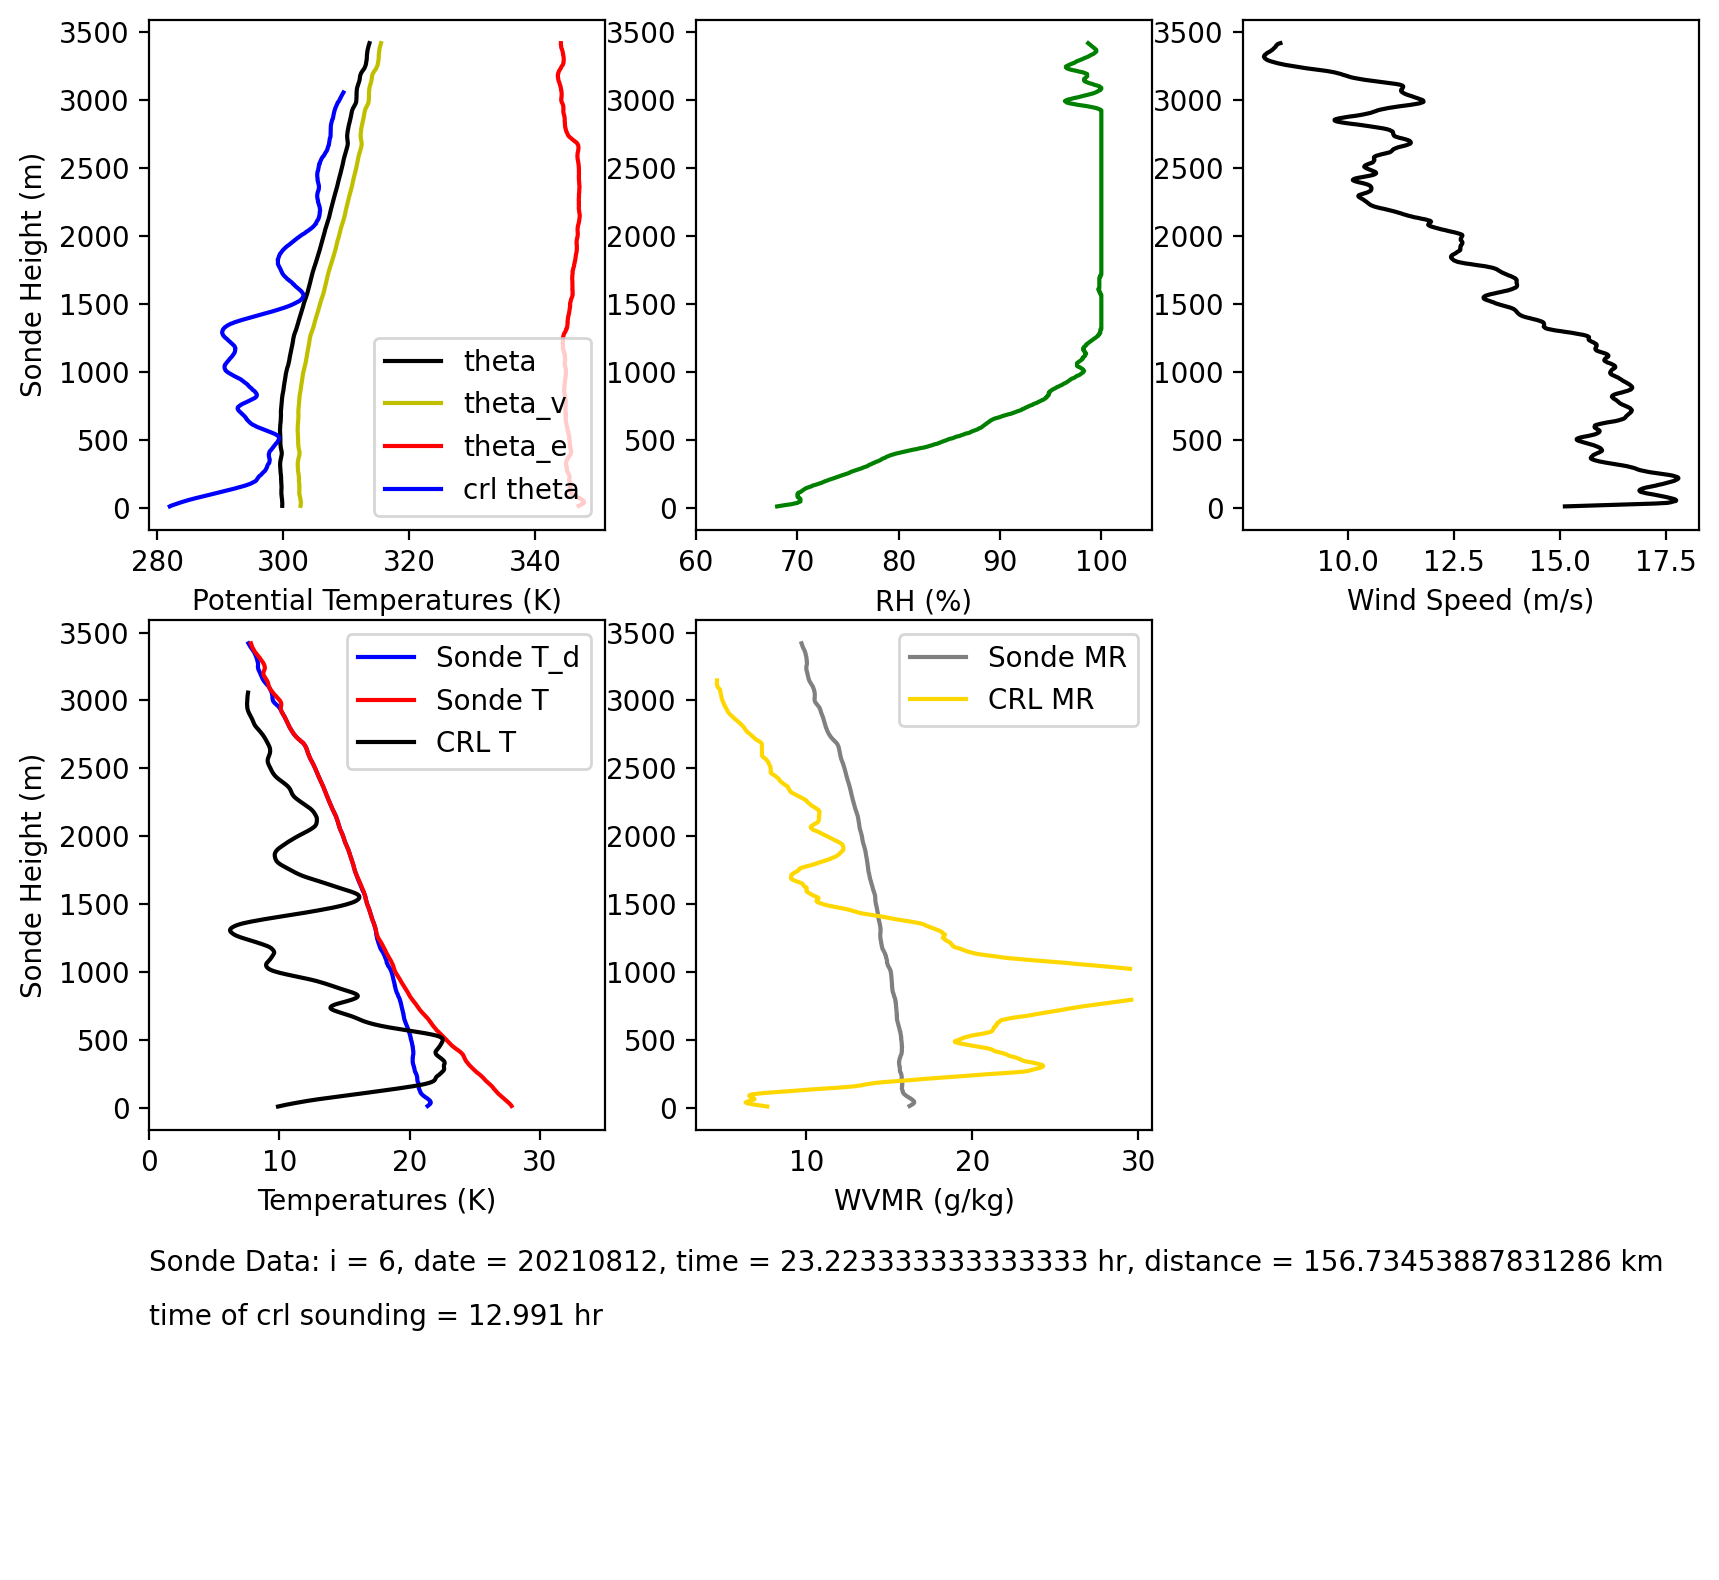 3500
3000
2500
2000
1500
1000
500
0
Sonde Height (m)
280 300 320 340
Potential Temperatures (K)
theta
theta_v
theta_e
crl theta
3500
3000
2500
2000
1500
1000
500
0
60 70 80 90 100
RH (%)
3500
3000
2500
2000
1500
1000
500
0
10.0 12.5 15.0 17.5
Wind Speed (m/s)
3500
3000
2500
2000
1500
1000
500
0
Sonde Height (m)
0 10 20 30
Temperatures (K)
Sonde T_d
Sonde T
CRL T
3500
3000
2500
2000
1500
1000
500
0
10 20 30
WVMR (g/kg)
Sonde MR
CRL MR
Sonde Data: i = 6, date = 20210812, time = 23.223333333333333 hr, distance = 156.73453887831286 km
time of crl sounding = 12.991 hr